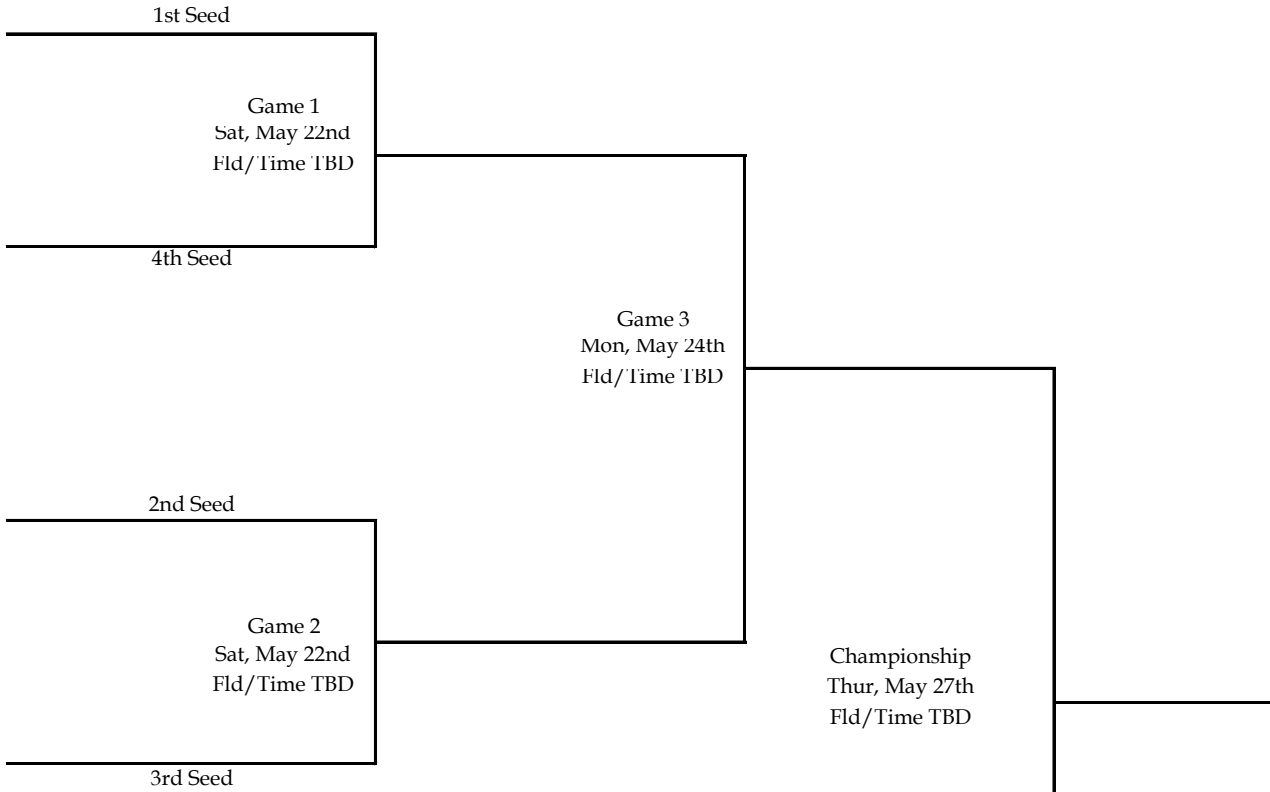 1st Seed
Game 1
Sat, May 22nd
Fld/Time TBD
4th Seed
Game 3
Mon, May 24th
Fld/Time TBD
2nd Seed
Game 2
Sat, May 22nd
Fld/Time TBD
Championship
Thur, May 27th
Fld/Time TBD
3rd Seed